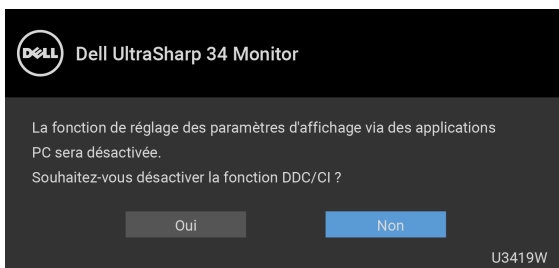 DELL Dell UltraSharp 34 Monitor
La fonction de réglage des paramètres d'affichage via des applications
PC sera désactivée.
Souhaitez-vous désactiver la fonction DDC/CI ?
Oui Non
U3419W